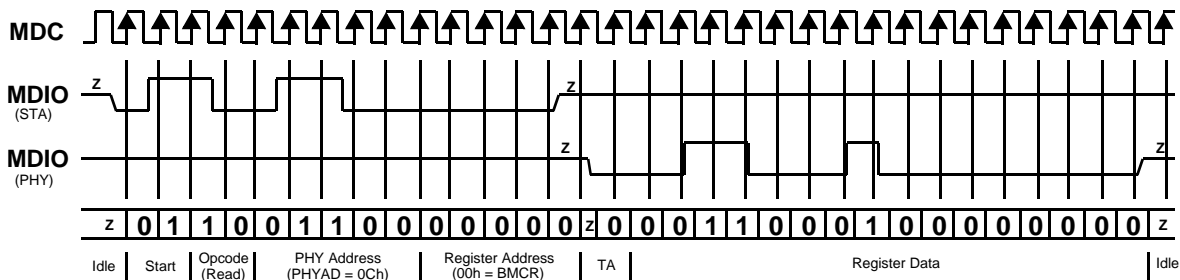 MDC
z z
MDIO
(STA)
MDIO z z
(PHY)
z 0 1 1 0 0 1 1 0 0 0 0 0 0 0 z 0 0 0 1 1 0 0 0 1 0 0 0 0 0 0 0 0 z
Idle Start Opcode (Read) PHY Address (PHYAD = 0Ch) Register Address (00h = BMCR) TA Register Data Idle